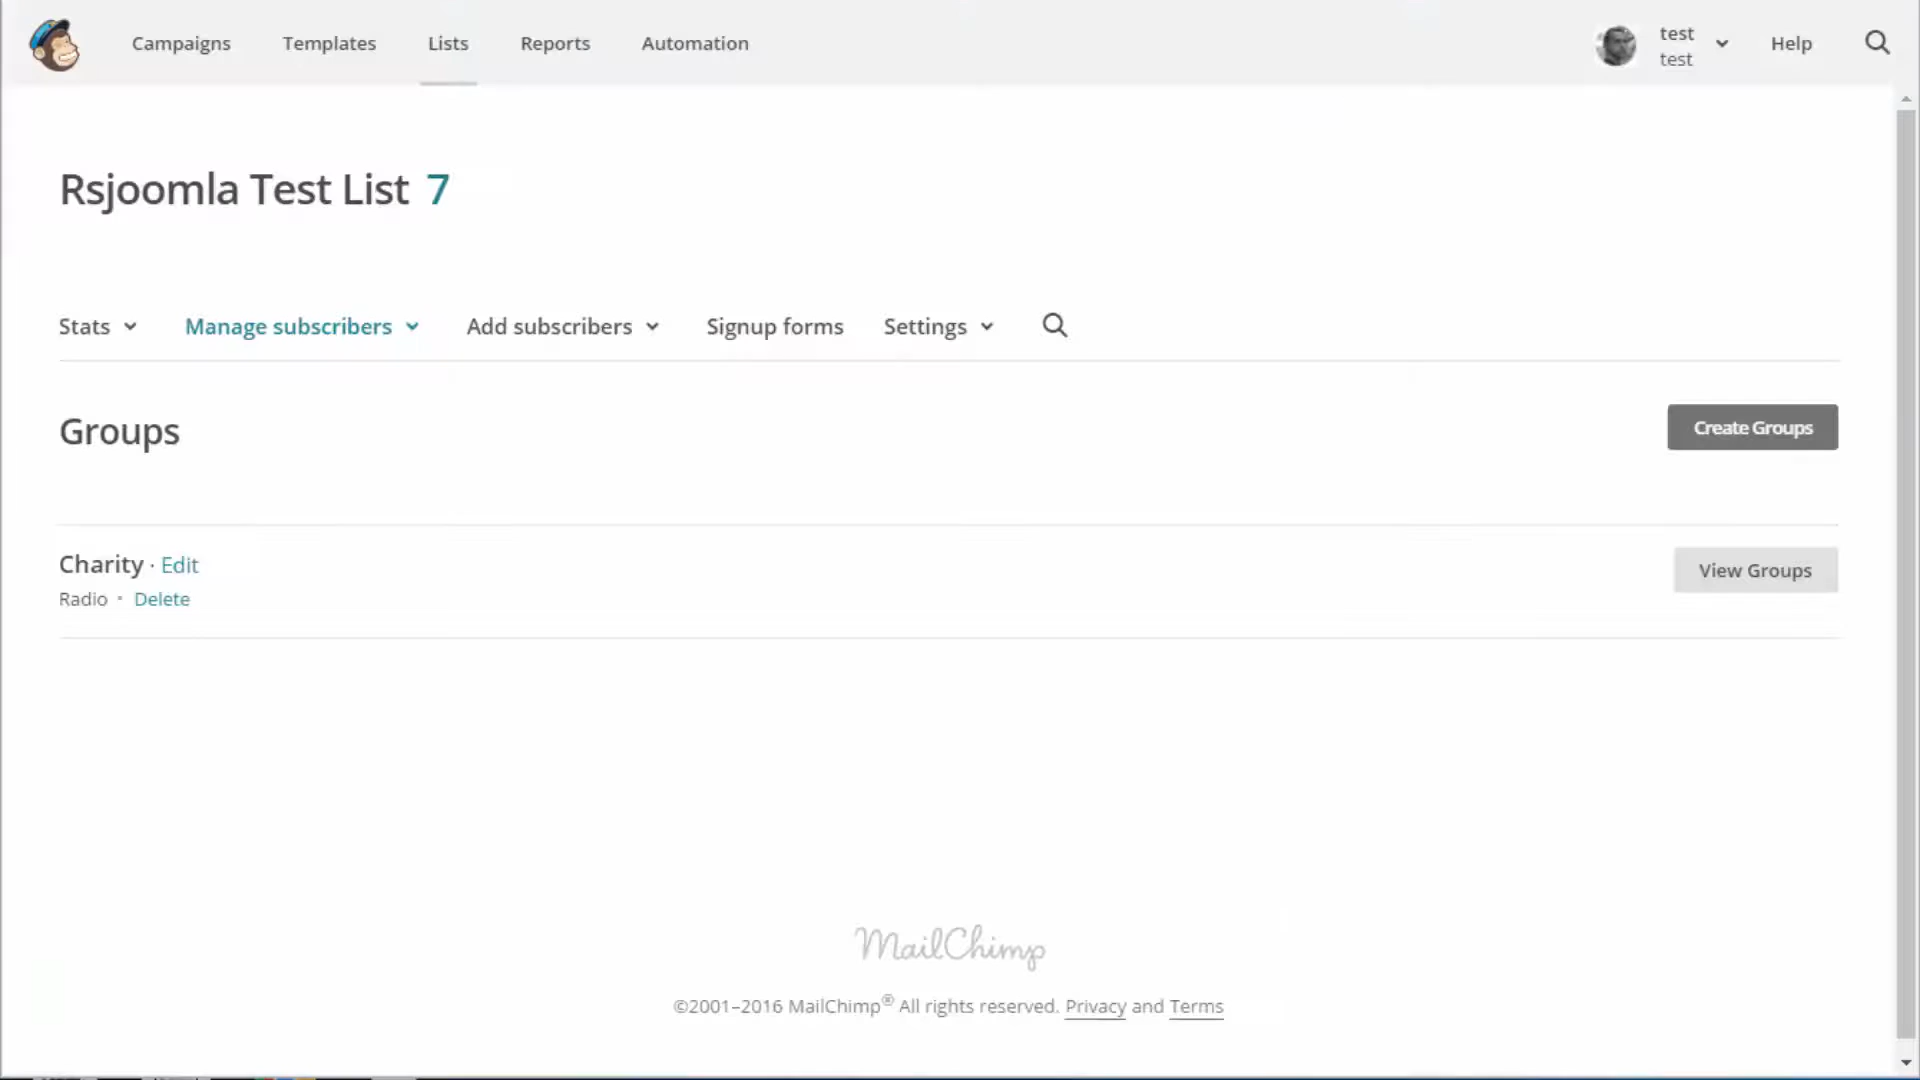 Campaigns Templates Lists Reports Automation test Help
test
Rsjoomla Test List 7
Stats Manage subscribers Add subscribers Signup forms Settings
Groups Create Groups
Charity · Edit View Groups
Radio • Delete
MailChimp
©2001–2016 MailChimp® All rights reserved. Privacy and Terms